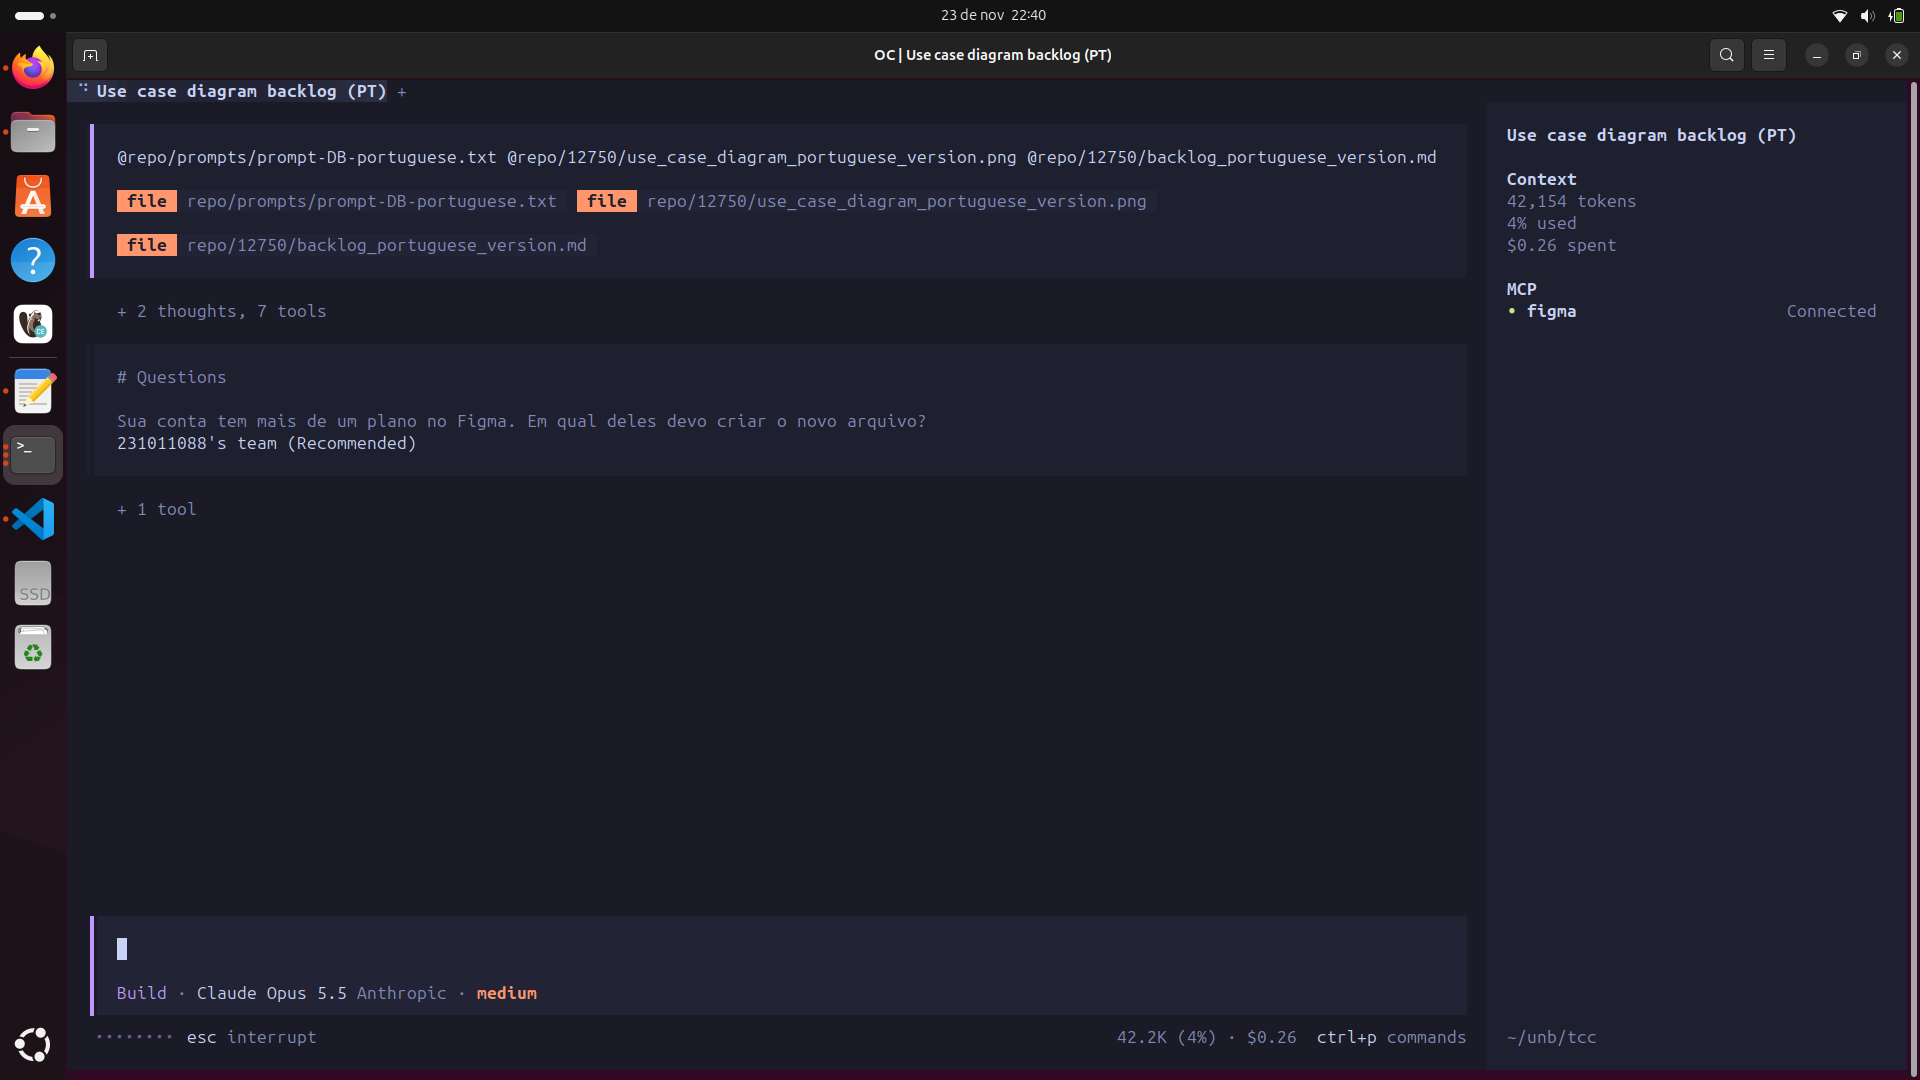 23 de nov 22:40
OC | Use case diagram backlog (PT)
Use case diagram backlog (PT) +
@repo/prompts/prompt-DB-portuguese.txt @repo/12750/use_case_diagram_portuguese_version.png @repo/12750/backlog_portuguese_version.md
file repo/prompts/prompt-DB-portuguese.txt file repo/12750/use_case_diagram_portuguese_version.png
file repo/12750/backlog_portuguese_version.md
+ 2 thoughts, 7 tools
# Questions
Sua conta tem mais de um plano no Figma. Em qual deles devo criar o novo arquivo?
231011088's team (Recommended)
+ 1 tool
Build · Claude Opus 5.5 Anthropic · medium
esc interrupt
42.2K (4%) · $0.26 ctrl+p commands
Use case diagram backlog (PT)
Context
42,154 tokens
4% used
$0.26 spent
MCP
• figma Connected
~/unb/tcc
SSD